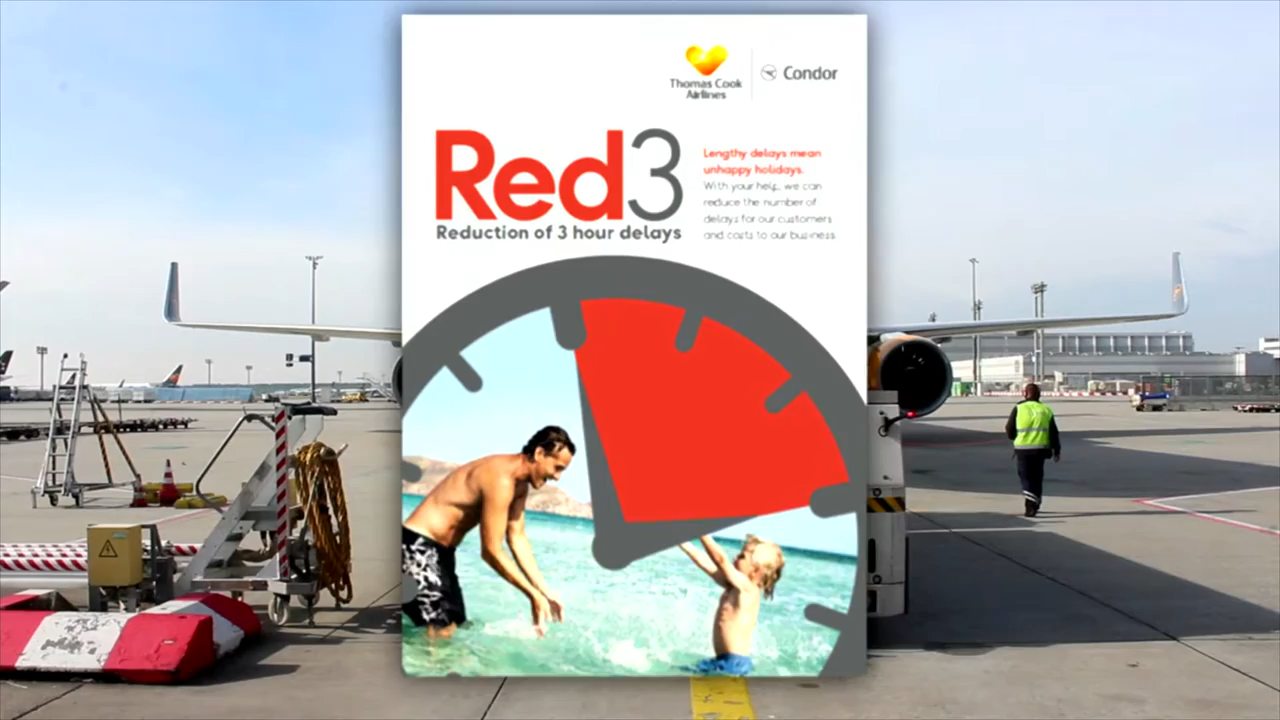 Thomas Cook
Airlines
Condor
Red3
Reduction of 3 hour delays
Lengthy delays mean
unhappy holidays.
With your help, we can
reduce the number of
delays for our customers
and costs to our business.